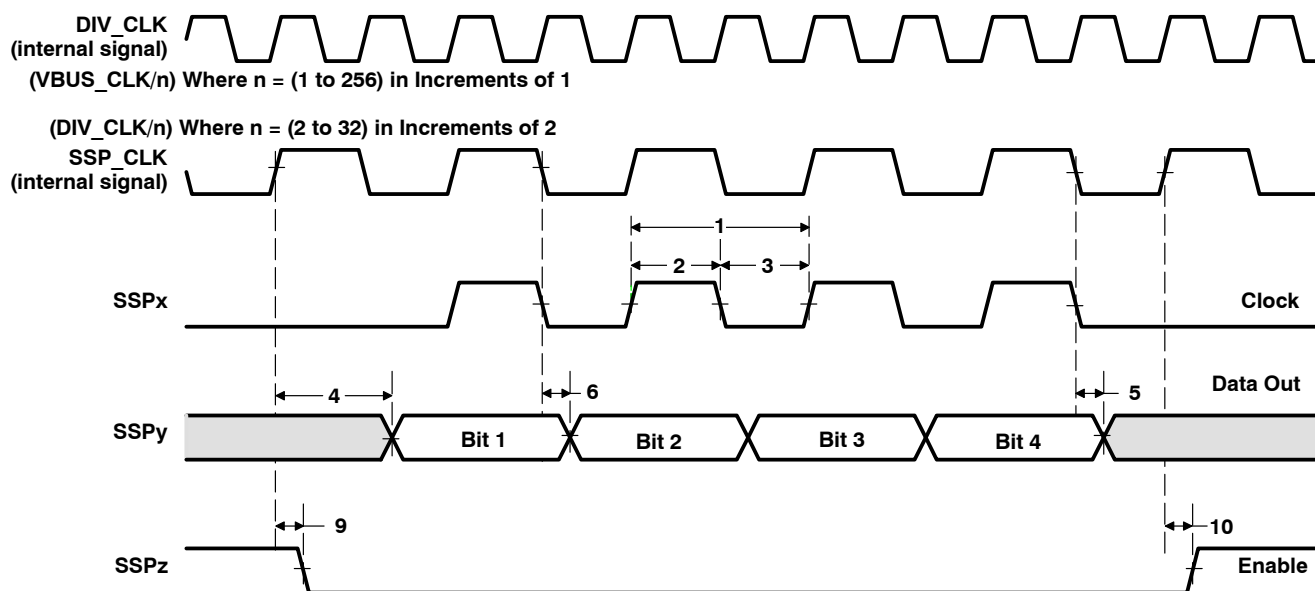 DIV_CLK
(internal signal)
(VBUS_CLK/n) Where n = (1 to 256) in Increments of 1
(DIV_CLK/n) Where n = (2 to 32) in Increments of 2
SSP_CLK
(internal signal)
1
2
3
SSPx
Clock
4
6
5
Data Out
SSPy
Bit 1
Bit 2
Bit 3
Bit 4
9
10
SSPz
Enable